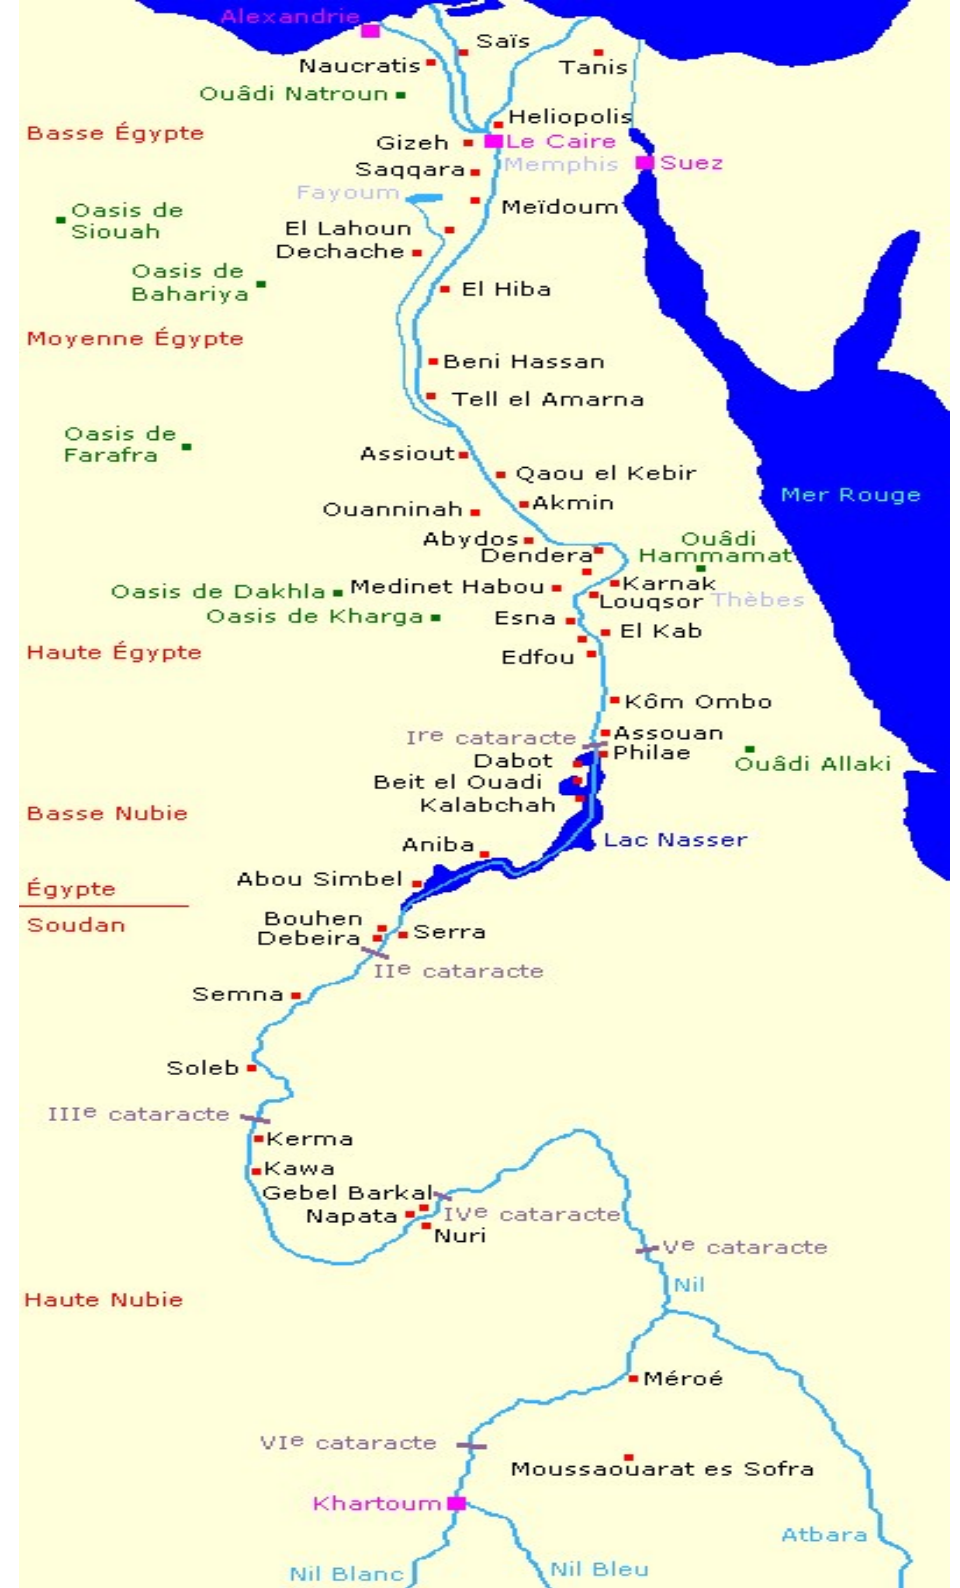 Alexandrie
Saïs
Naucratis
Tanis
Ouâdi Natroun
Heliopolis
Basse Égypte
Gizeh
Le Caire
Saqqara
Memphis
Suez
Fayoum
Meïdoum
Oasis de
Siouah
El Lahoun
Dechache
Oasis de
Bahariya
El Hiba
Moyenne Égypte
Beni Hassan
Tell el Amarna
Oasis de
Farafra
Assiout
Qaou el Kebir
Mer Rouge
Ouanninah
Akmin
Abydos
Ouâdi
Hammamat
Dendera
Oasis de Dakhla
Medinet Habou
Karnak
Louqsor
Thèbes
Oasis de Kharga
Esna
El Kab
Haute Égypte
Edfou
Kôm Ombo
Ire cataracte
Assouan
Philae
Dabot
Ouâdi Allaki
Beit el Ouadi
Kalabchah
Basse Nubie
Aniba
Lac Nasser
Abou Simbel
Égypte
Soudan
Bouhen
Debeira
Serra
IIe cataracte
Semna
Soleb
IIIe cataracte
Kerma
Kawa
Gebel Barkal
Napata
IVe cataracte
Nuri
Ve cataracte
Nil
Haute Nubie
Méroé
VIe cataracte
Moussaouarat es Sofra
Khartoum
Atbara
Nil Blanc
Nil Bleu